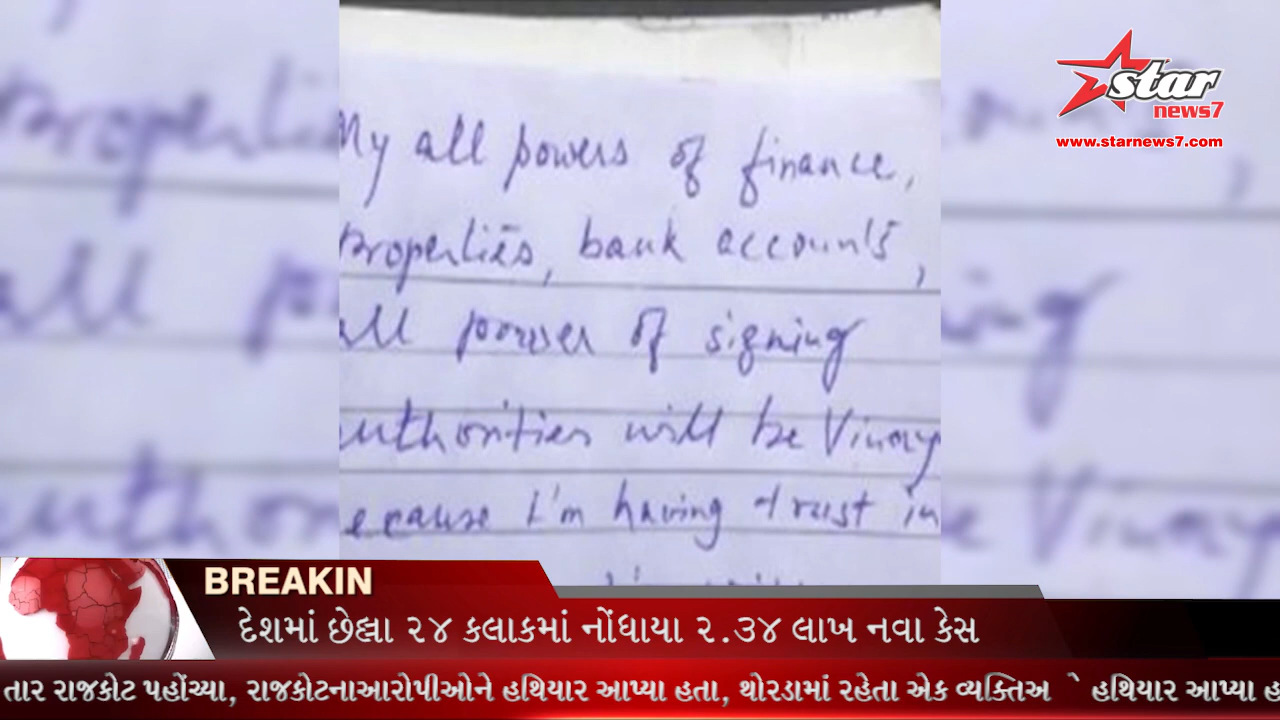 star
news7
www.starnews7.com
My all powers of finance,
properties, bank accounts,
all power of signing
authorities will be Vinay
ecause I'm having trust in
BREAKIN
દેશમાં છેલ્લા ૨૪ કલાકમાં નોંધાયા ૨.૩૪ લાખ નવા કેસ
તાર રાજકોટ પહોંચ્યા, રાજકોટનાઆરોપીઓને હથિયાર આપ્યા હતા, થોરડામાં રહેતા એક વ્યક્તિઅ ે હથિયાર આપ્યા હ